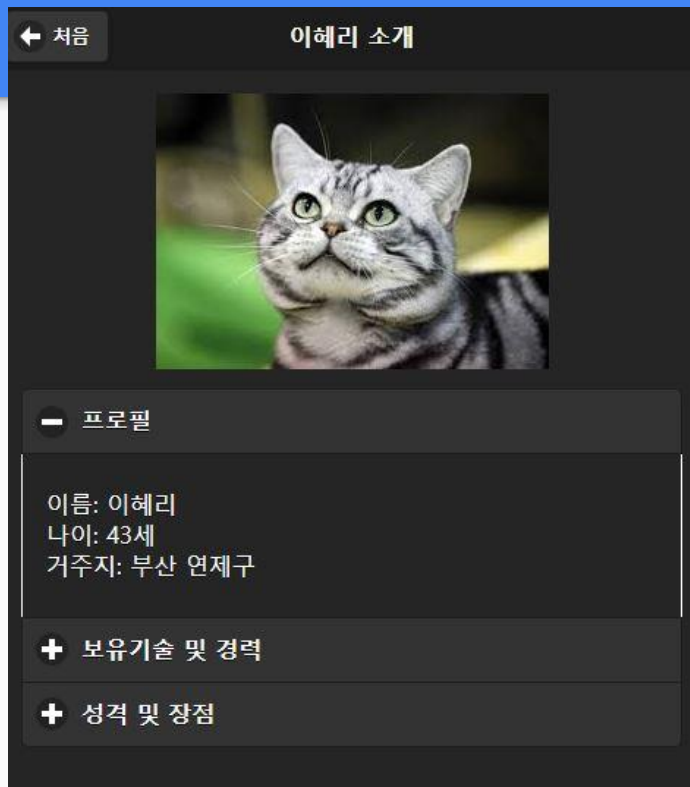 처음
이헤리 소개
프로필
이름: 이혜리
나이: 43세
거주지: 부산 연제구
보유기술 및 경력
성격 및 장점